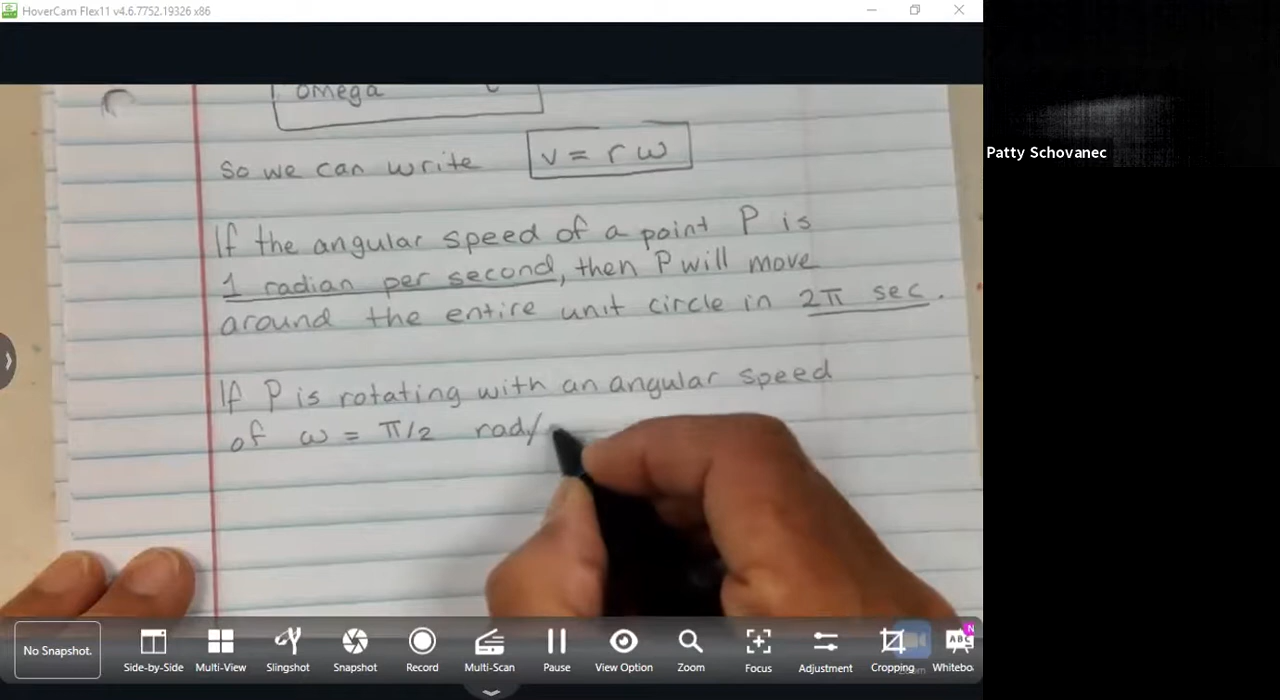 HoverCam Flex11 v4.6.7752.19326 x86
omega
so we can write v = r ω
If the angular speed of a point P is
1 radian per second, then P will move
around the entire unit circle in 2π sec.
If P is rotating with an angular speed
of ω = π/2 rad/
Patty Schovanec
No Snapshot.
Side-by-Side Multi-View Slingshot Snapshot Record Multi-Scan Pause View Option Zoom Focus Adjustment Cropping Whitebo
ABC
N